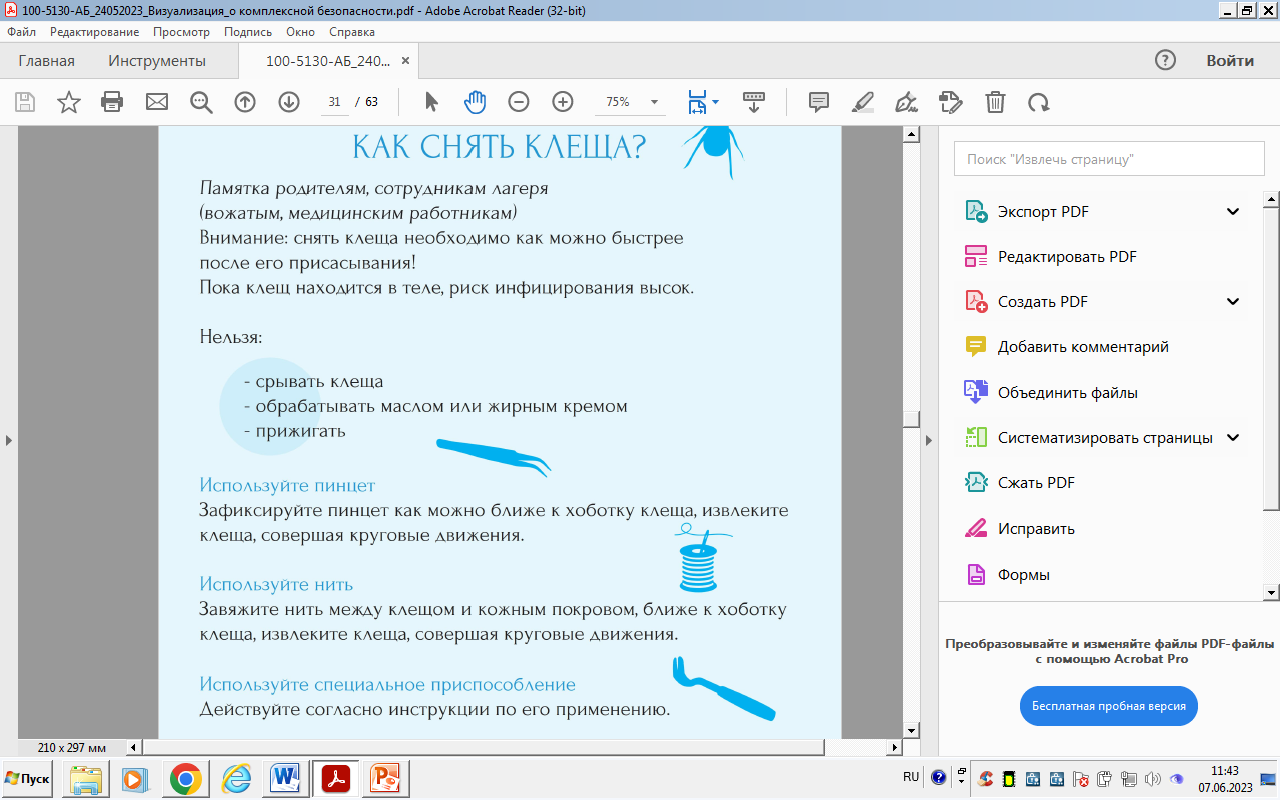 100-5130-АБ_24052023_Визуализация_о комплексной безопасности.pdf - Adobe Acrobat Reader (32-bit)
Файл Редактирование Просмотр Подпись Окно Справка
Главная Инструменты 100-5130-АБ_240... × Войти
31 / 63 75%
КАК СНЯТЬ КЛЕЩА?
Памятка родителям, сотрудникам лагеря
(вожатым, медицинским работникам)
Внимание: снять клеща необходимо как можно быстрее
после его присасывания!
Пока клещ находится в теле, риск инфицирования высок.
Нельзя:
- срывать клеща
- обрабатывать маслом или жирным кремом
- прижигать
Используйте пинцет
Зафиксируйте пинцет как можно ближе к хоботку клеща, извлеките
клеща, совершая круговые движения.
Используйте нить
Завяжите нить между клещом и кожным покровом, ближе к хоботку
клеща, извлеките клеща, совершая круговые движения.
Используйте специальное приспособление
Действуйте согласно инструкции по его применению.
210 x 297 мм
Поиск "Извлечь страницу"
Экспорт PDF
Редактировать PDF
Создать PDF
Добавить комментарий
Объединить файлы
Систематизировать страницы
Сжать PDF
Исправить
Формы
Преобразовывайте и изменяйте файлы PDF-файлы
с помощью Acrobat Pro
Бесплатная пробная версия
Пуск
RU
11:43
07.06.2023